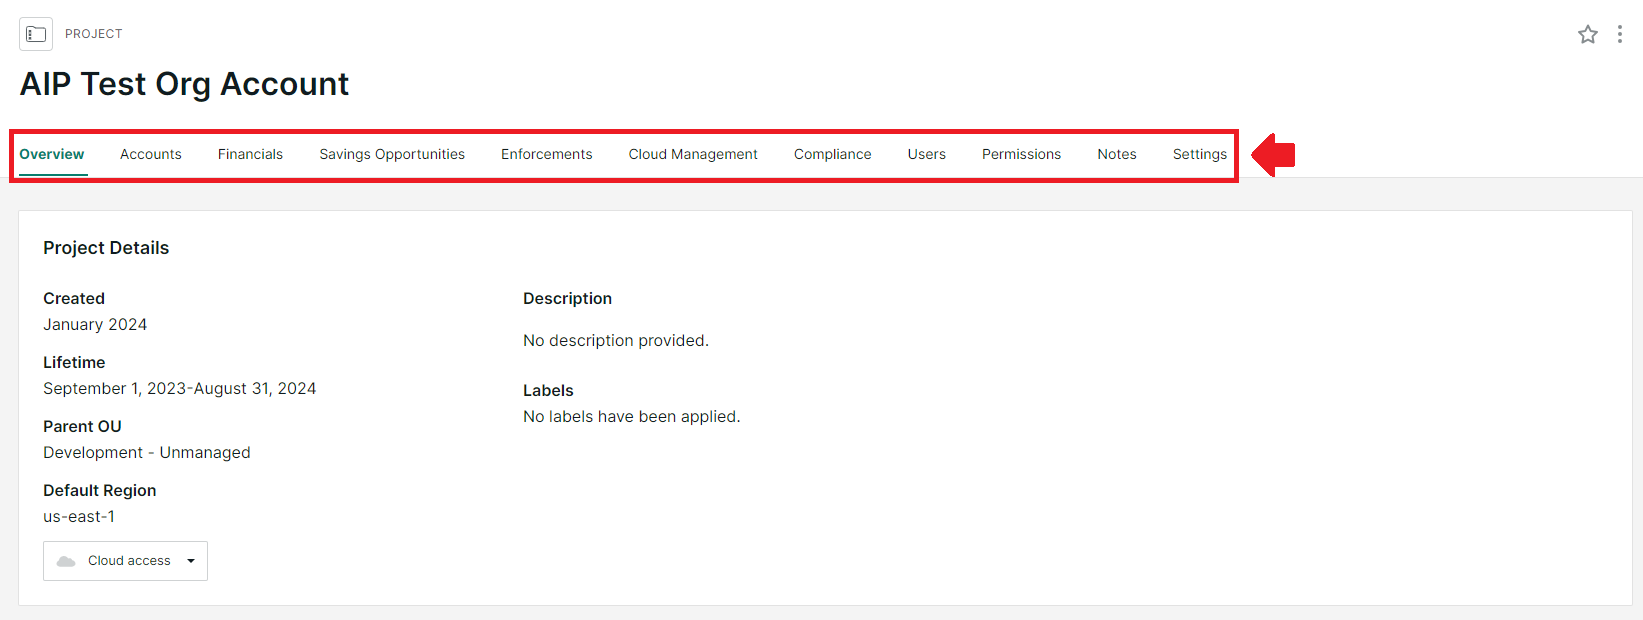 PROJECT
AIP Test Org Account
Overview Accounts Financials Savings Opportunities Enforcements Cloud Management Compliance Users Permissions Notes Settings
Project Details
Created
January 2024
Lifetime
September 1, 2023-August 31, 2024
Parent OU
Development - Unmanaged
Default Region
us-east-1
Cloud access
Description
No description provided.
Labels
No labels have been applied.